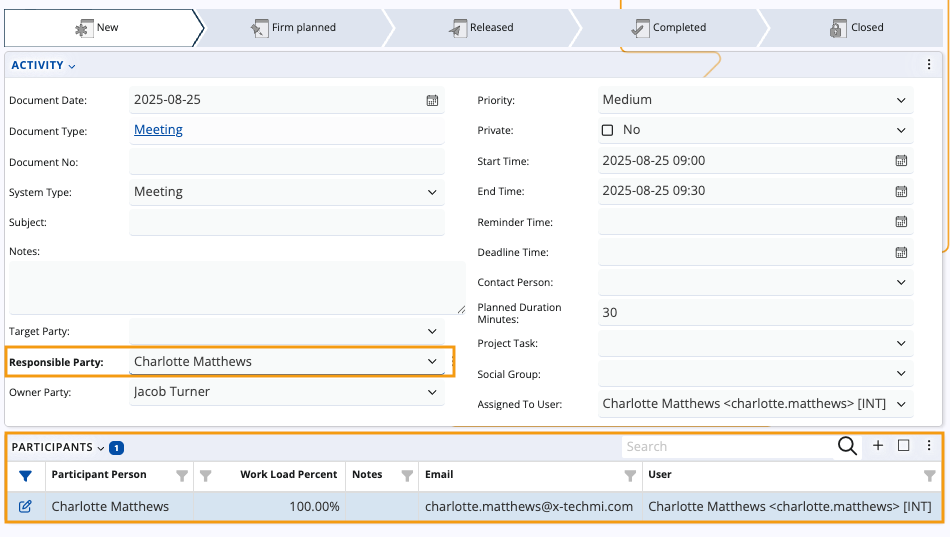 New
Firm planned
Released
Completed
Closed
ACTIVITY
Document Date: 2025-08-25
Document Type: Meeting
Document No:
System Type: Meeting
Subject:
Notes:
Target Party:
Responsible Party: Charlotte Matthews
Owner Party: Jacob Turner
Priority: Medium
Private: No
Start Time: 2025-08-25 09:00
End Time: 2025-08-25 09:30
Reminder Time:
Deadline Time:
Contact Person:
Planned Duration
Minutes: 30
Project Task:
Social Group:
Assigned To User: Charlotte Matthews <charlotte.matthews> [INT]
PARTICIPANTS 1
Search
Participant Person Work Load Percent Notes Email User
Charlotte Matthews 100.00% charlotte.matthews@x-techmi.com Charlotte Matthews <charlotte.matthews> [INT]